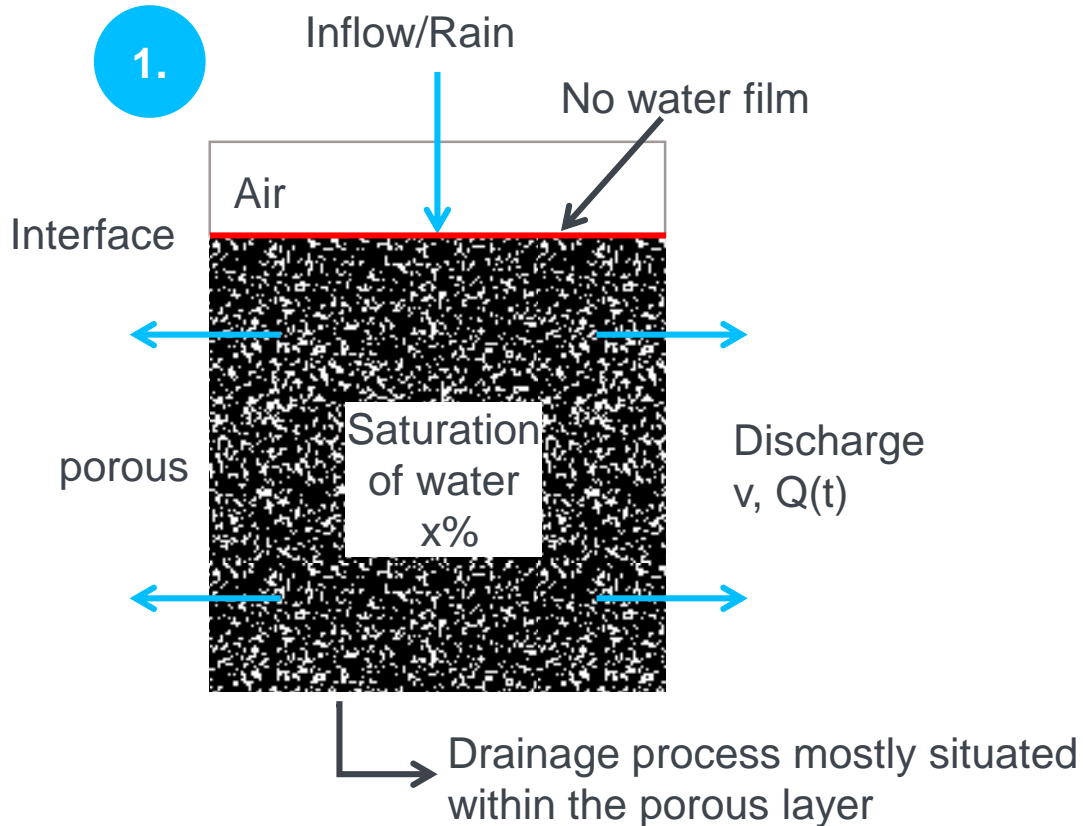 1.
Inflow/Rain
No water film
Air
Interface
porous
Saturation
of water
x%
Discharge
v, Q(t)
Drainage process mostly situated
within the porous layer